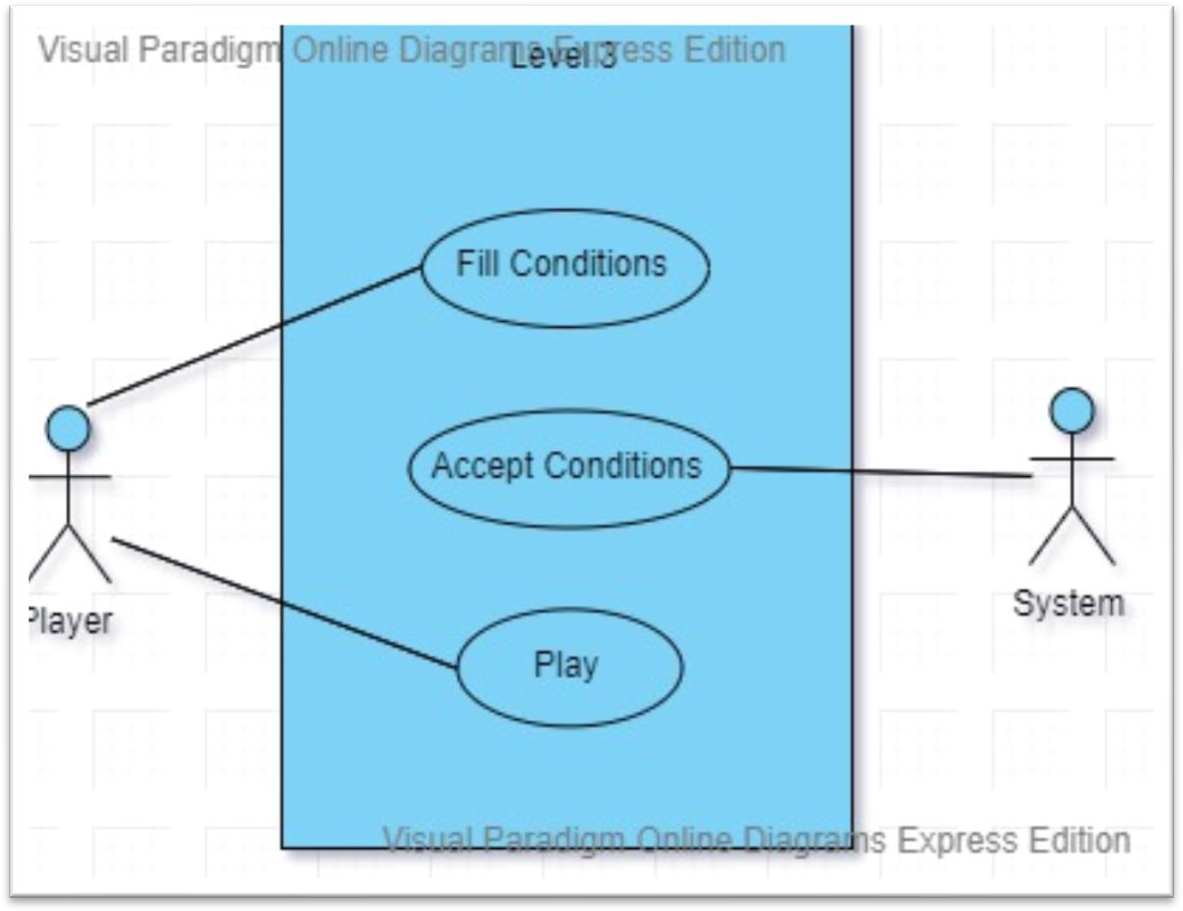 Visual Paradigm Online Diagrams Express Edition
Level 3
Fill Conditions
Accept Conditions
Play
Player
System
Visual Paradigm Online Diagrams Express Edition